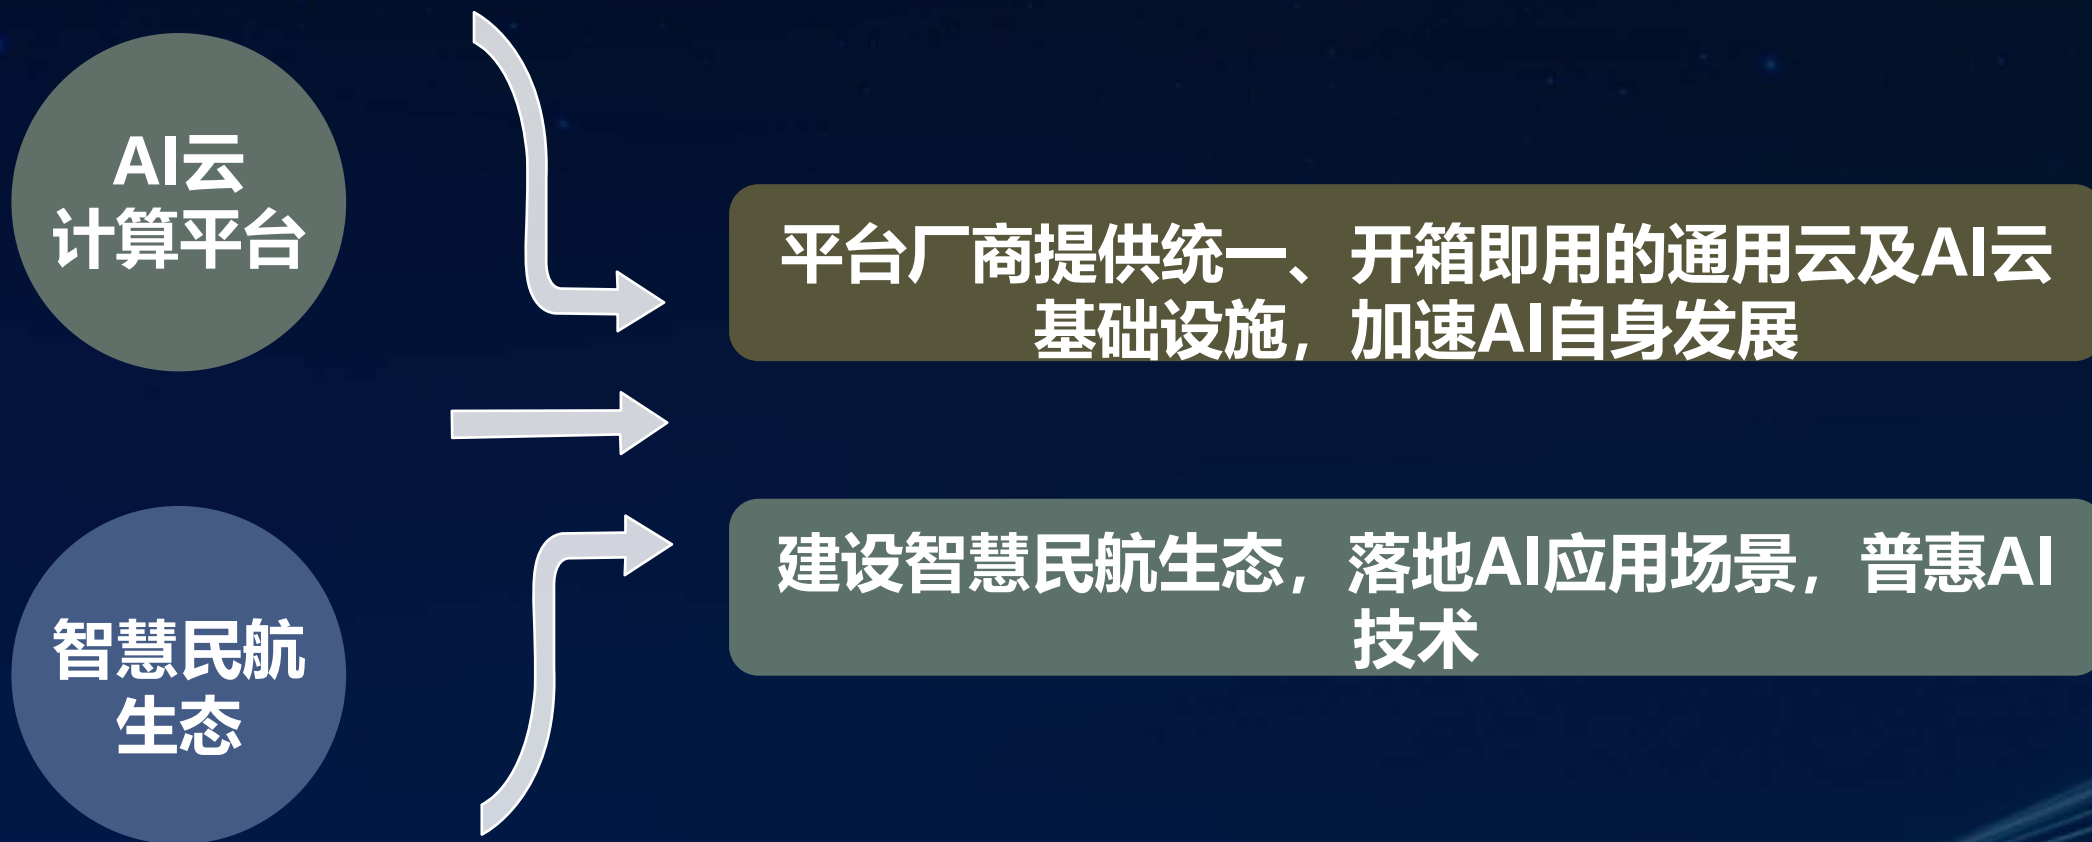 AI云
计算平台
平台厂商提供统一、开箱即用的通用云及AI云
基础设施，加速AI自身发展
建设智慧民航生态，落地AI应用场景，普惠AI
技术
智慧民航
生态